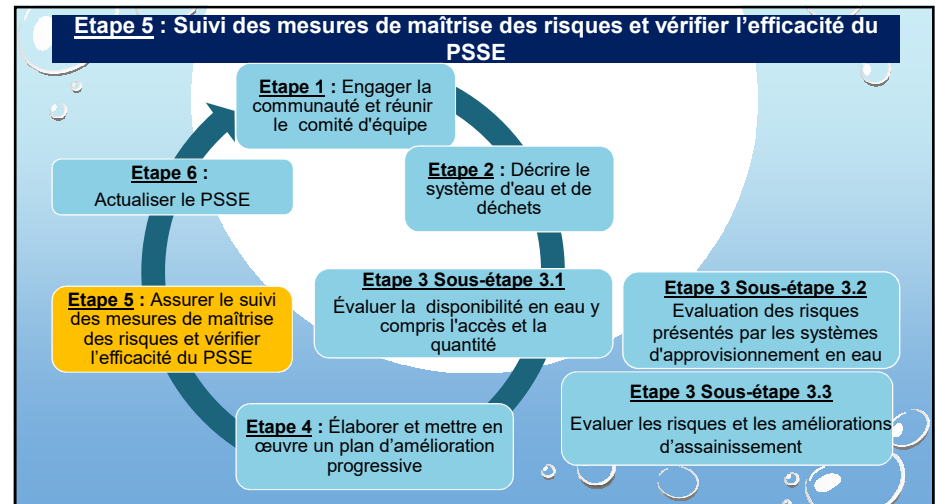 Etape 5 : Suivi des mesures de maîtrise des risques et vérifier l’efficacité du
PSSE
Etape 1 : Engager la
communauté et réunir
le comité d'équipe
Etape 2 : Décrire le
système d'eau et de
déchets
Etape 3 Sous-étape 3.1
Évaluer la disponibilité en eau y
compris l'accès et la
quantité
Etape 3 Sous-étape 3.2
Evaluation des risques
présentés par les systèmes
d'approvisionnement en eau
Etape 3 Sous-étape 3.3
Evaluer les risques et les améliorations
d’assainissement
Etape 4 : Élaborer et mettre en
œuvre un plan d’amélioration
progressive
Etape 5 : Assurer le suivi
des mesures de maîtrise
des risques et vérifier
l’efficacité du PSSE
Etape 6 :
Actualiser le PSSE